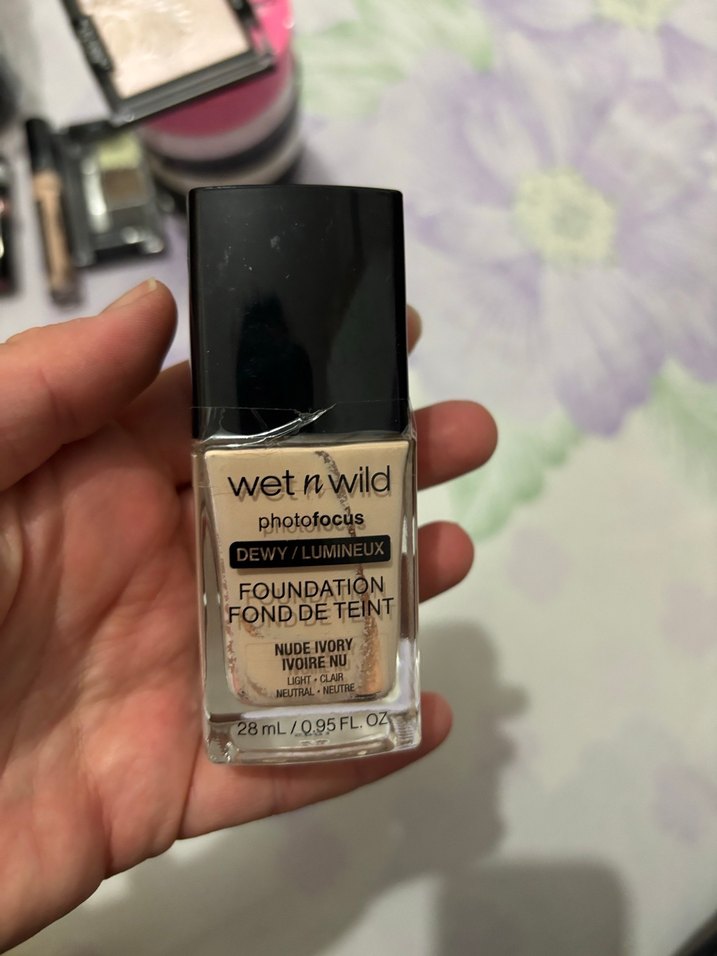 wet n wild
photofocus
DEWY / LUMINEUX
FOUNDATION
FOND DE TEINT
NUDE IVORY
IVOIRE NU
LIGHT • CLAIR
NEUTRAL • NEUTRE
28 mL / 0.95 FL. OZ.